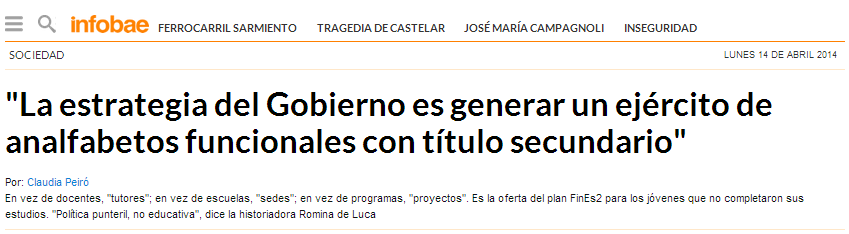 infobae FERROCARRIL SARMIENTO TRAGEDIA DE CASTELAR JOSÉ MARÍA CAMPAGNOLI INSEGURIDAD
SOCIEDAD LUNES 14 DE ABRIL 2014
"La estrategia del Gobierno es generar un ejército de
analfabetos funcionales con título secundario"
Por: Claudia Peiró
En vez de docentes, "tutores"; en vez de escuelas, "sedes"; en vez de programas, "proyectos". Es la oferta del plan FinEs2 para los jóvenes que no completaron sus
estudios. "Política punteril, no educativa", dice la historiadora Romina de Luca